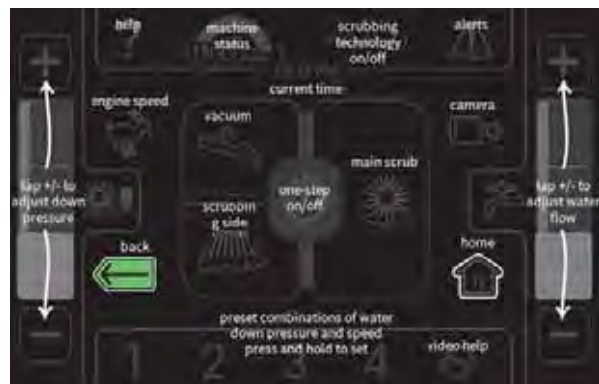 help
machine
status
scrubbing
technology
on/off
alerts
+
+
current time
engine speed
vacuum
camera
main scrub
tap +/- to
adjust down
pressure
one-step
on/off
tap +/- to
adjust water
flow
scrubbin
g side
back
home
preset combinations of water
down pressure and speed
press and hold to set
video help
1 2 3 4
-
-